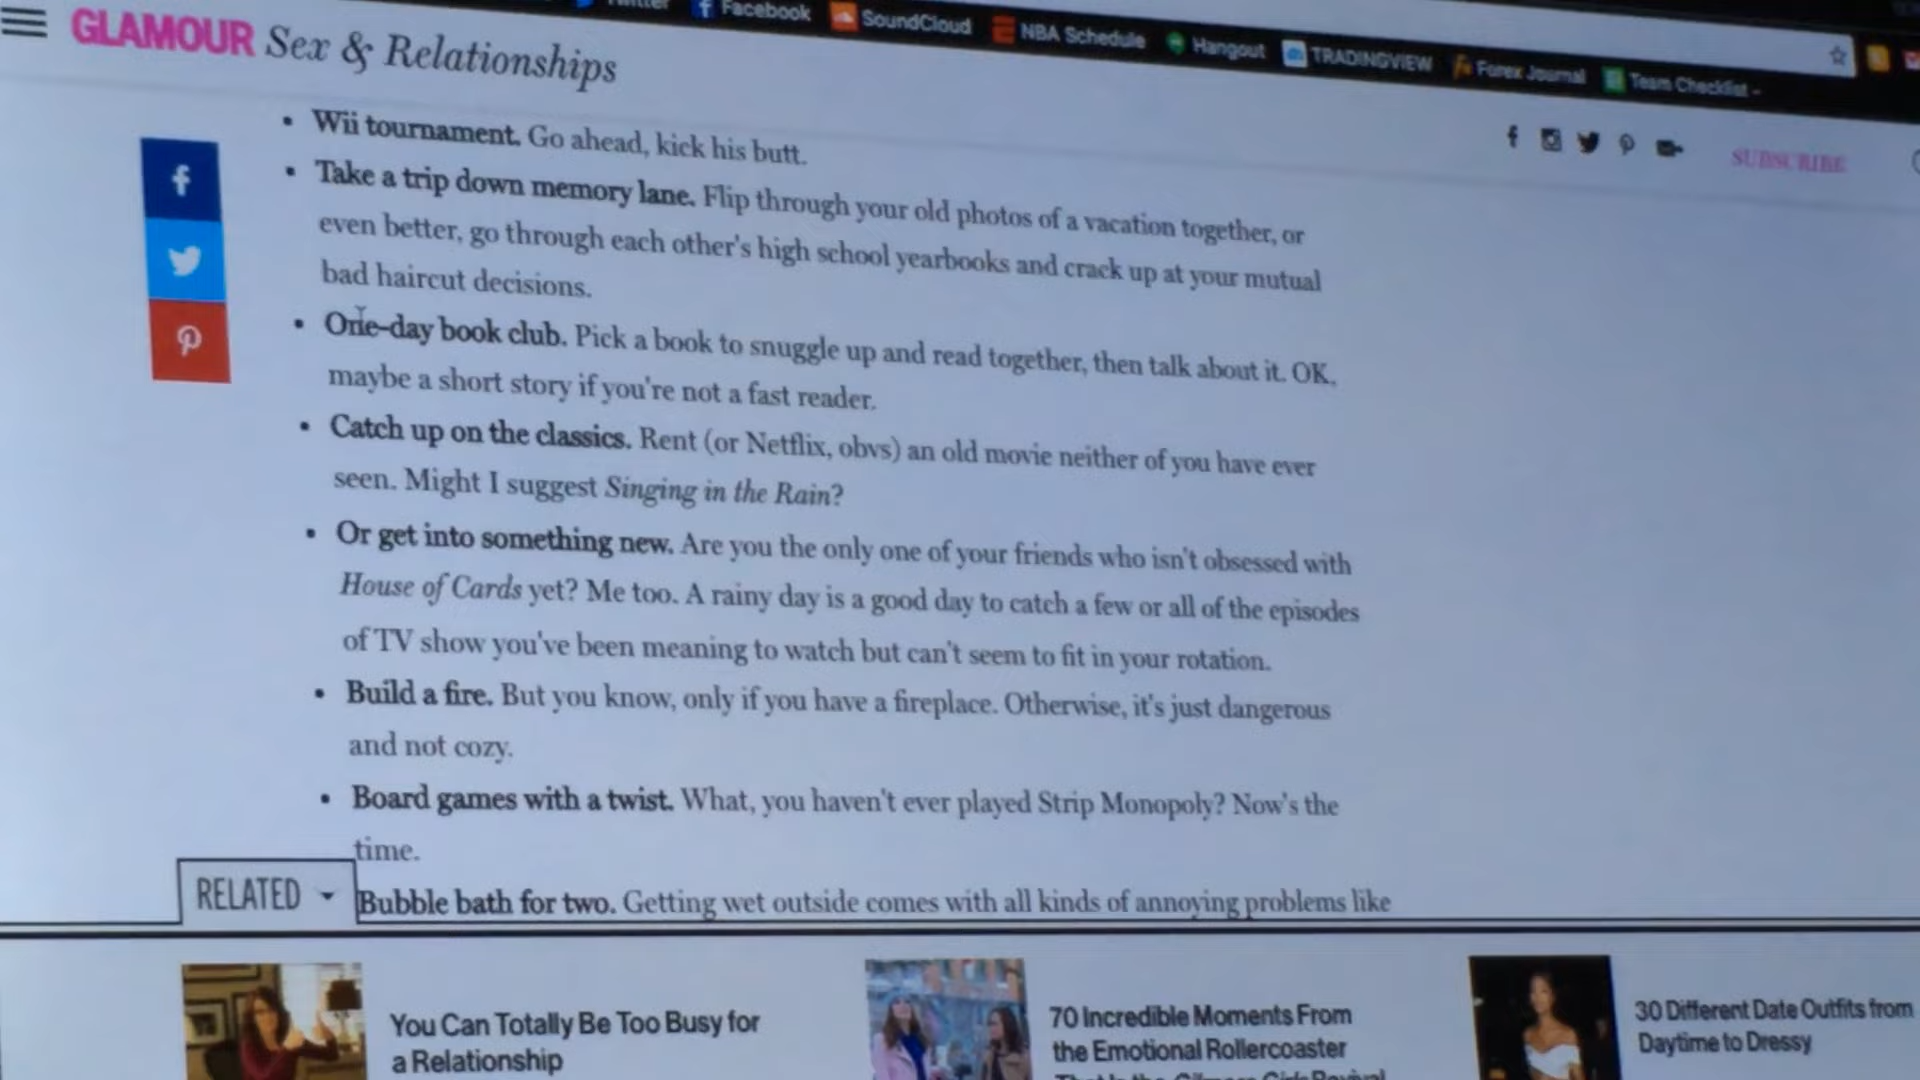 Twitter
Facebook
SoundCloud
NBA Schedule
Hangout
TRADINGVIEW
Forex Journal
Team Checklist -
GLAMOUR Sex & Relationships
SUBSCRIBE
• Wii tournament. Go ahead, kick his butt.
• Take a trip down memory lane. Flip through your old photos of a vacation together, or
even better, go through each other's high school yearbooks and crack up at your mutual
bad haircut decisions.
• One-day book club. Pick a book to snuggle up and read together, then talk about it. OK,
maybe a short story if you're not a fast reader.
• Catch up on the classics. Rent (or Netflix, obvs) an old movie neither of you have ever
seen. Might I suggest Singing in the Rain?
• Or get into something new. Are you the only one of your friends who isn't obsessed with
House of Cards yet? Me too. A rainy day is a good day to catch a few or all of the episodes
of TV show you've been meaning to watch but can't seem to fit in your rotation.
• Build a fire. But you know, only if you have a fireplace. Otherwise, it's just dangerous
and not cozy.
• Board games with a twist. What, you haven't ever played Strip Monopoly? Now's the
time.
Bubble bath for two. Getting wet outside comes with all kinds of annoying problems like
RELATED
You Can Totally Be Too Busy for
a Relationship
70 Incredible Moments From
the Emotional Rollercoaster
That Is the Gilmore Girls Revival
30 Different Date Outfits from
Daytime to Dressy